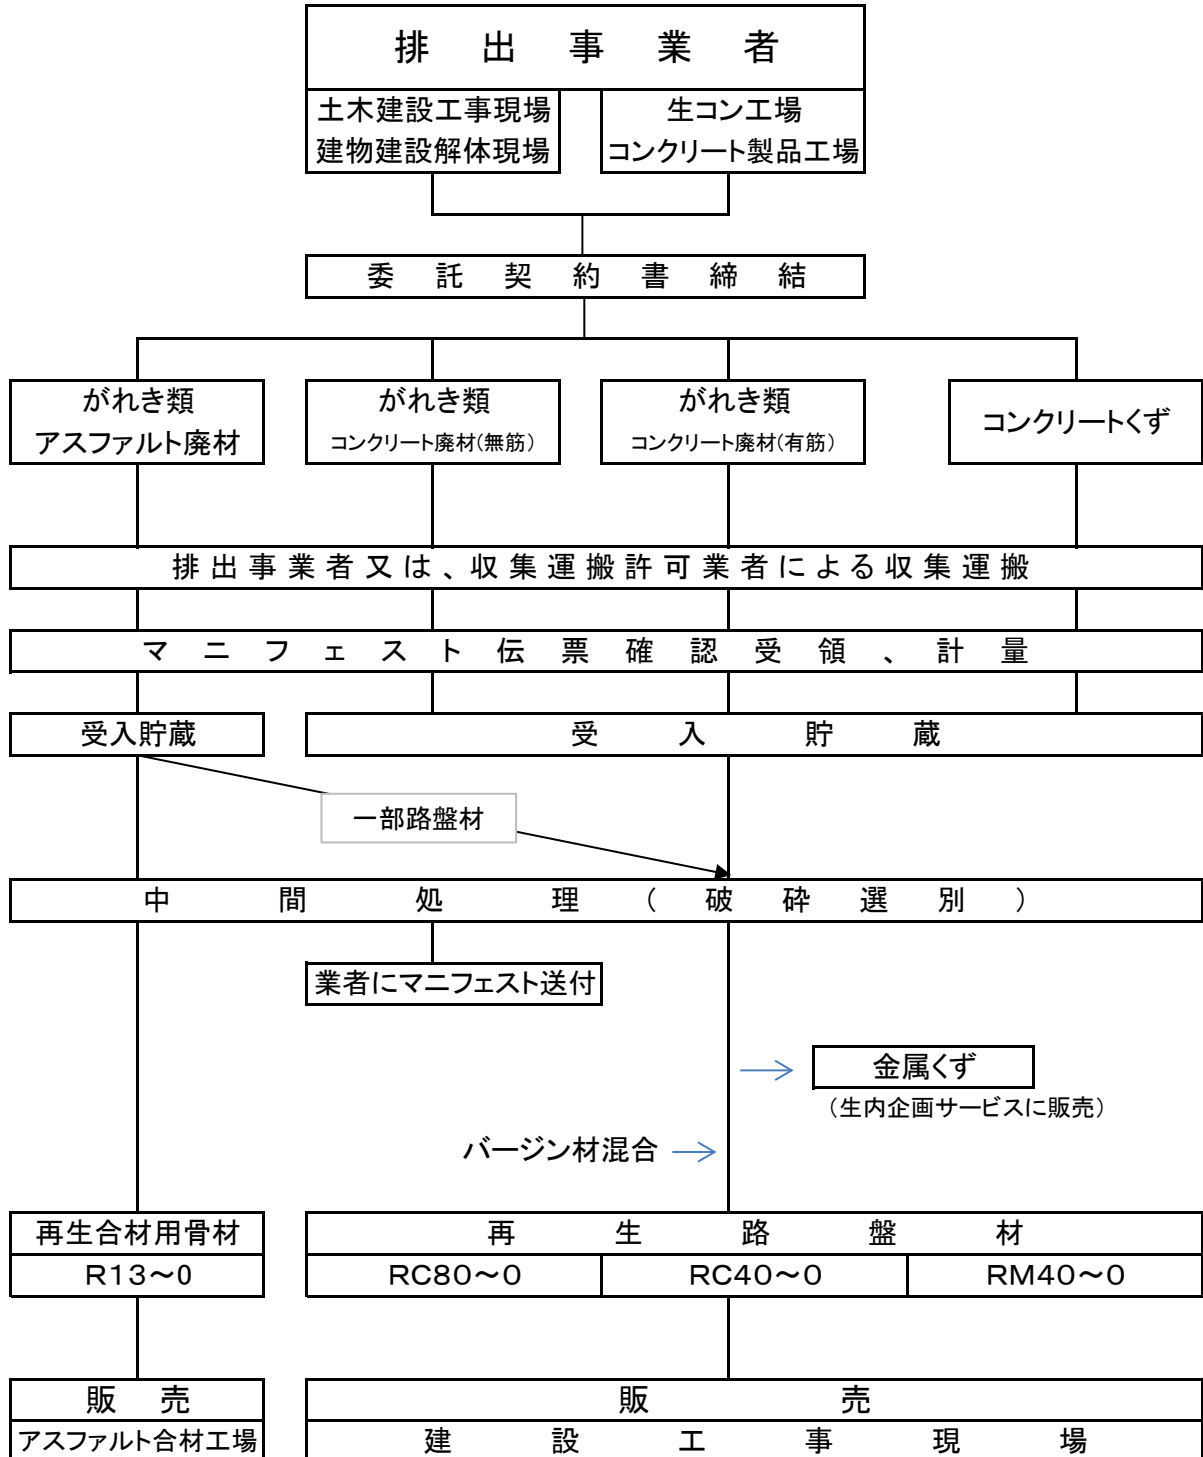 排出事業者
土木建設工事現場
建物建設解体現場
生コン工場
コンクリート製品工場
委託契約書締結
がれき類
アスファルト廃材
がれき類
コンクリート廃材(無筋)
がれき類
コンクリート廃材(有筋)
コンクリートくず
排出事業者又は、収集運搬許可業者による収集運搬
マニフェスト伝票確認受領、計量
受入貯蔵
受入貯蔵
一部路盤材
中間処理(破砕選別)
業者にマニフェスト送付
金属くず
(生内企画サービスに販売)
バージン材混合
再生合材用骨材
R13～0
再生路盤材
RC80～0
RC40～0
RM40～0
販売
アスファルト合材工場
販売
建設工事現場